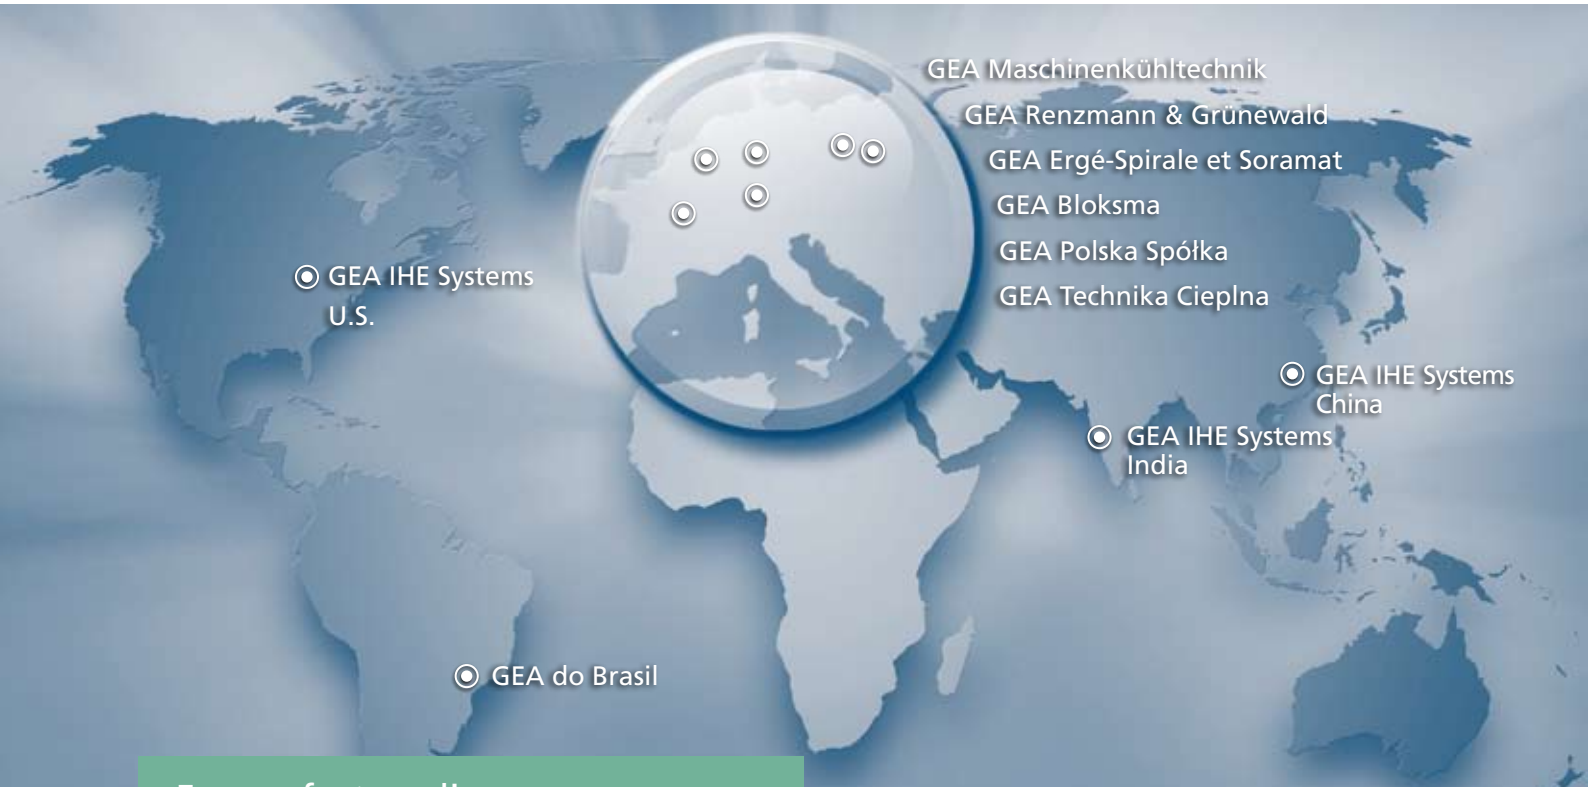 GEA Maschinenkühltechnik
GEA Renzmann & Grünewald
GEA Ergé-Spirale et Soramat
GEA Bloksma
GEA Polska Spółka
GEA Technika Cieplna
GEA IHE Systems
U.S.
GEA IHE Systems
China
GEA IHE Systems
India
GEA do Brasil